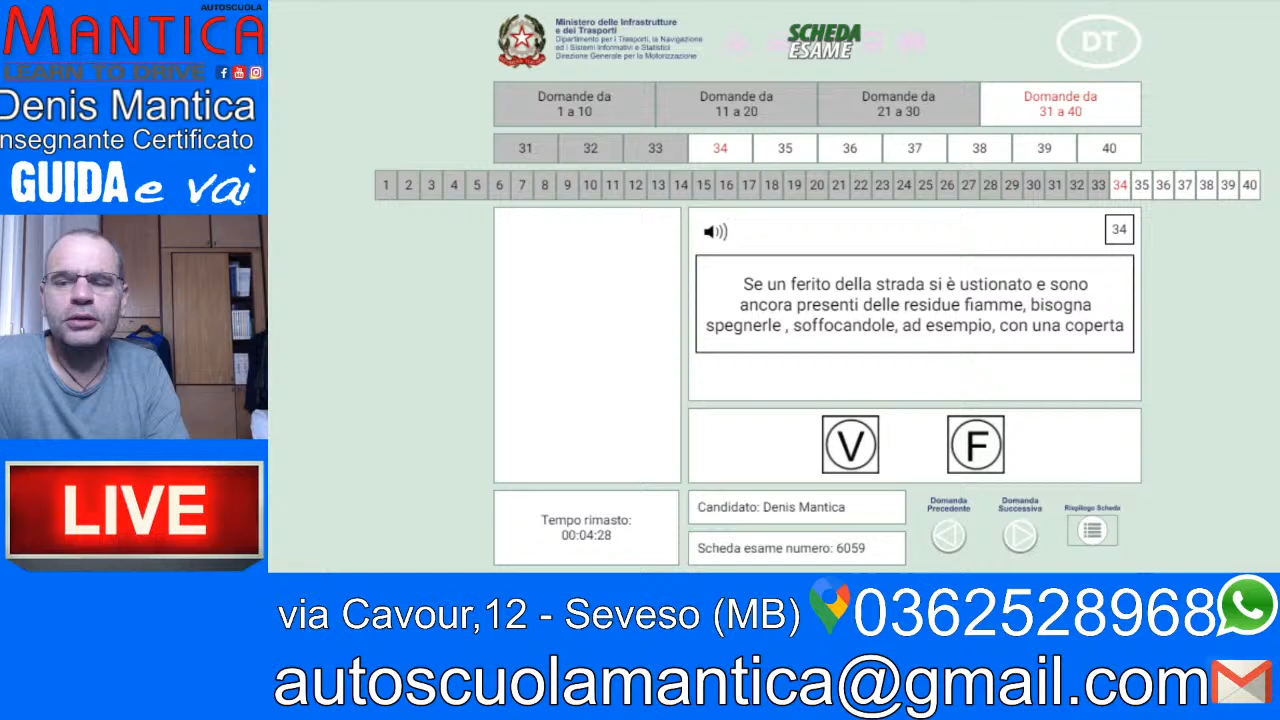 AUTOSCUOLA
MANTICA
LEARN TO DRIVE
Denis Mantica
nsegnante Certificato
GUIDA e vai
LIVE
Ministero delle Infrastrutture
e dei Trasporti
Dipartimento per i Trasporti, la Navigazione
ed i Sistemi Informativi e Statistici
Direzione Generale per la Motorizzazione
SCHEDA
ESAME
DT
Domande da
1 a 10
Domande da
11 a 20
Domande da
21 a 30
Domande da
31 a 40
31 32 33 34 35 36 37 38 39 40
1 2 3 4 5 6 7 8 9 10 11 12 13 14 15 16 17 18 19 20 21 22 23 24 25 26 27 28 29 30 31 32 33 34 35 36 37 38 39 40
34
Se un ferito della strada si è ustionato e sono
ancora presenti delle residue fiamme, bisogna
spegnerle , soffocandole, ad esempio, con una coperta
V F
Tempo rimasto:
00:04:28
Candidato: Denis Mantica
Scheda esame numero: 6059
Domanda
Precedente
Domanda
Successiva
Riepilogo Scheda
via Cavour,12 - Seveso (MB) 0362528968
autoscuolamantica@gmail.com